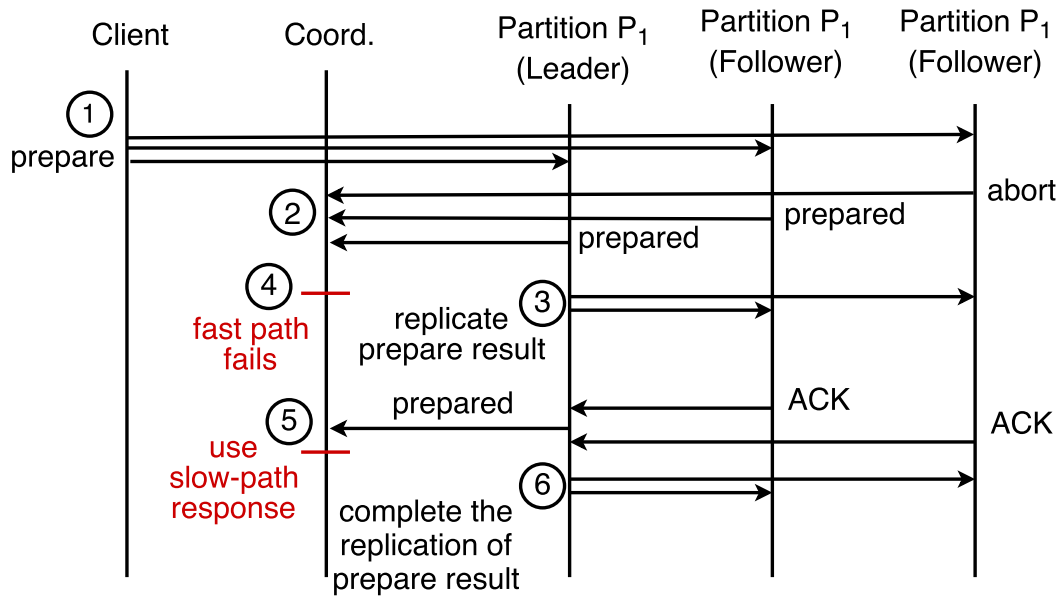 Client
Coord.
Partition P1
(Leader)
Partition P1
(Follower)
Partition P1
(Follower)
1
prepare
abort
2
prepared
prepared
4
fast path
fails
3
replicate
prepare result
ACK
prepared
5
ACK
use
slow-path
response
6
complete the
replication of
prepare result